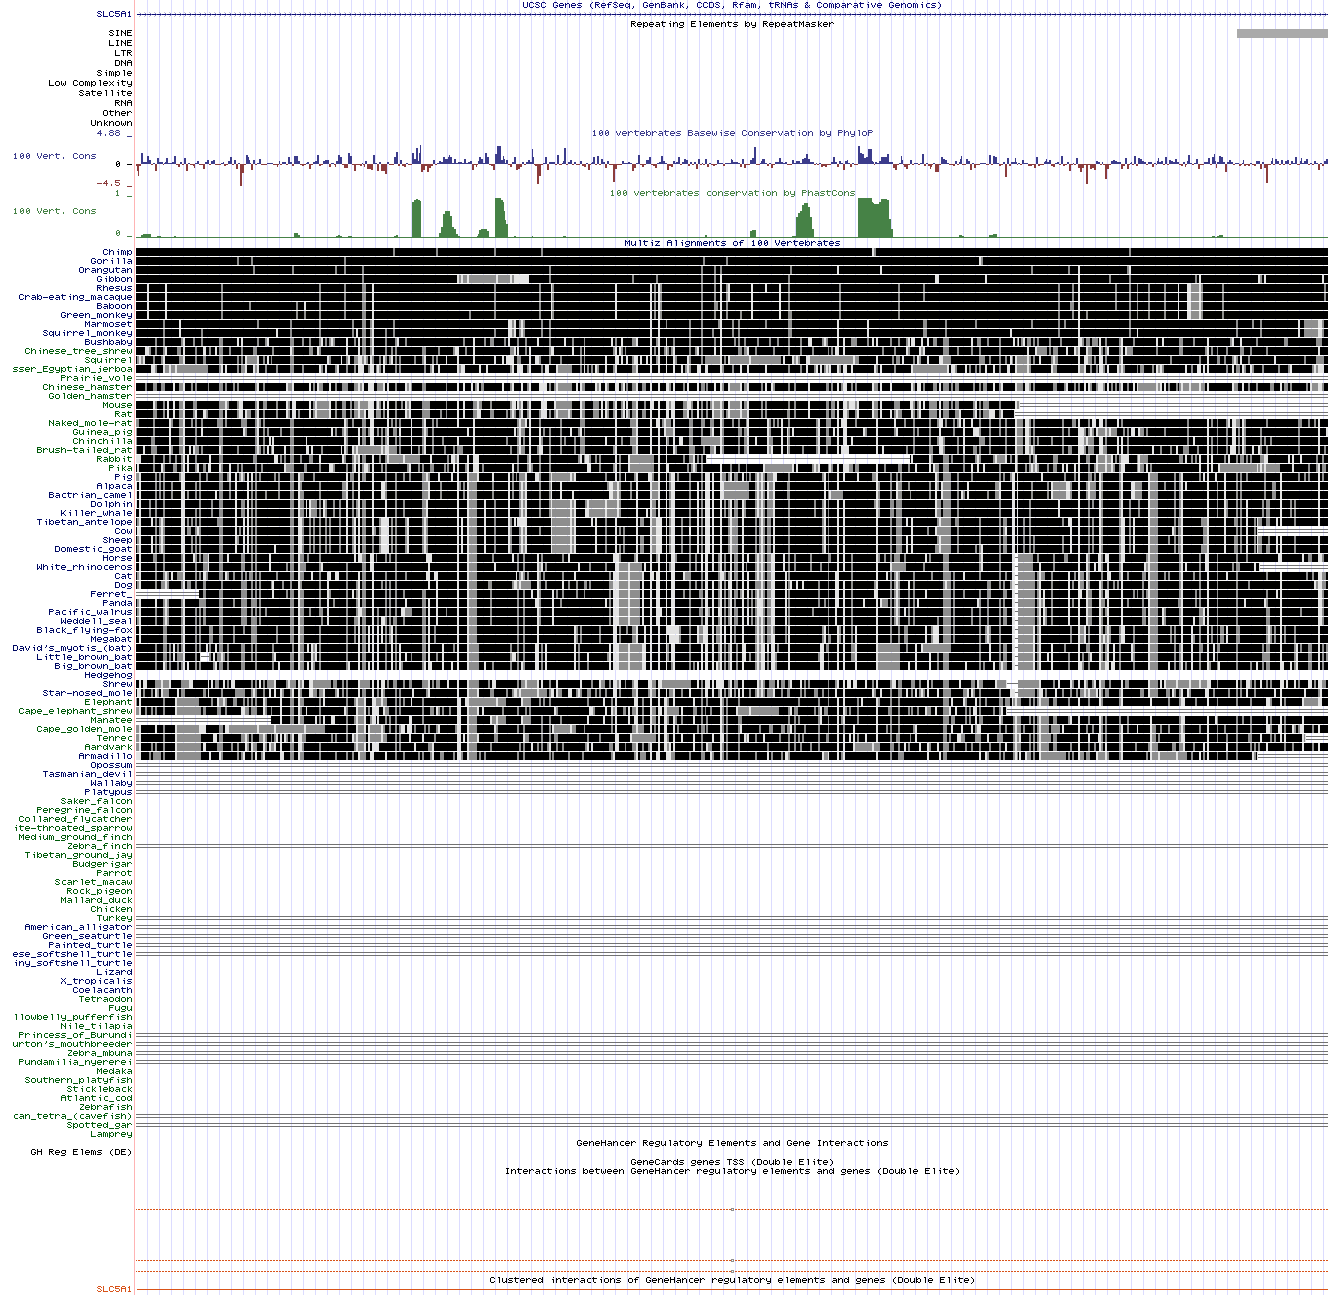 UCSC Genes (RefSeq, GenBank, CCDS, Rfam, tRNAs & Comparative Genomics)
SLC5A1
Repeating Elements by RepeatMasker
SINE
LINE
LTR
DNA
Simple
Low Complexity
Satellite
RNA
Other
Unknown
100 vertebrates Basewise Conservation by PhyloP
4.88 _
100 Vert. Cons
0 _
-4.5 _
100 vertebrates conservation by PhastCons
1 _
100 Vert. Cons
0 _
Multiz Alignments of 100 Vertebrates
Chimp
Gorilla
Orangutan
Gibbon
Rhesus
Crab-eating_macaque
Baboon
Green_monkey
Marmoset
Squirrel_monkey
Bushbaby
Chinese_tree_shrew
Squirrel
sser_Egyptian_jerboa
Prairie_vole
Chinese_hamster
Golden_hamster
Mouse
Rat
Naked_mole-rat
Guinea_pig
Chinchilla
Brush-tailed_rat
Rabbit
Pika
Pig
Alpaca
Bactrian_camel
Dolphin
Killer_whale
Tibetan_antelope
Cow
Sheep
Domestic_goat
Horse
White_rhinoceros
Cat
Dog
Ferret_
Panda
Pacific_walrus
Weddell_seal
Black_flying-fox
Megabat
David's_myotis_(bat)
Little_brown_bat
Big_brown_bat
Hedgehog
Shrew
Star-nosed_mole
Elephant
Cape_elephant_shrew
Manatee
Cape_golden_mole
Tenrec
Aardvark
Armadillo
Opossum
Tasmanian_devil
Wallaby
Platypus
Saker_falcon
Peregrine_falcon
Collared_flycatcher
ite-throated_sparrow
Medium_ground_finch
Zebra_finch
Tibetan_ground_jay
Budgerigar
Parrot
Scarlet_macaw
Rock_pigeon
Mallard_duck
Chicken
Turkey
American_alligator
Green_seaturtle
Painted_turtle
ese_softshell_turtle
iny_softshell_turtle
Lizard
X_tropicalis
Coelacanth
Tetraodon
Fugu
llowbelly_pufferfish
Nile_tilapia
Princess_of_Burundi
urton's_mouthbreeder
Zebra_mbuna
Pundamilia_nyererei
Medaka
Southern_platyfish
Stickleback
Atlantic_cod
Zebrafish
can_tetra_(cavefish)
Spotted_gar
Lamprey
GeneHancer Regulatory Elements and Gene Interactions
GH Reg Elems (DE)
GeneCards genes TSS (Double Elite)
Interactions between GeneHancer regulatory elements and genes (Double Elite)
Clustered interactions of GeneHancer regulatory elements and genes (Double Elite)
SLC5A1